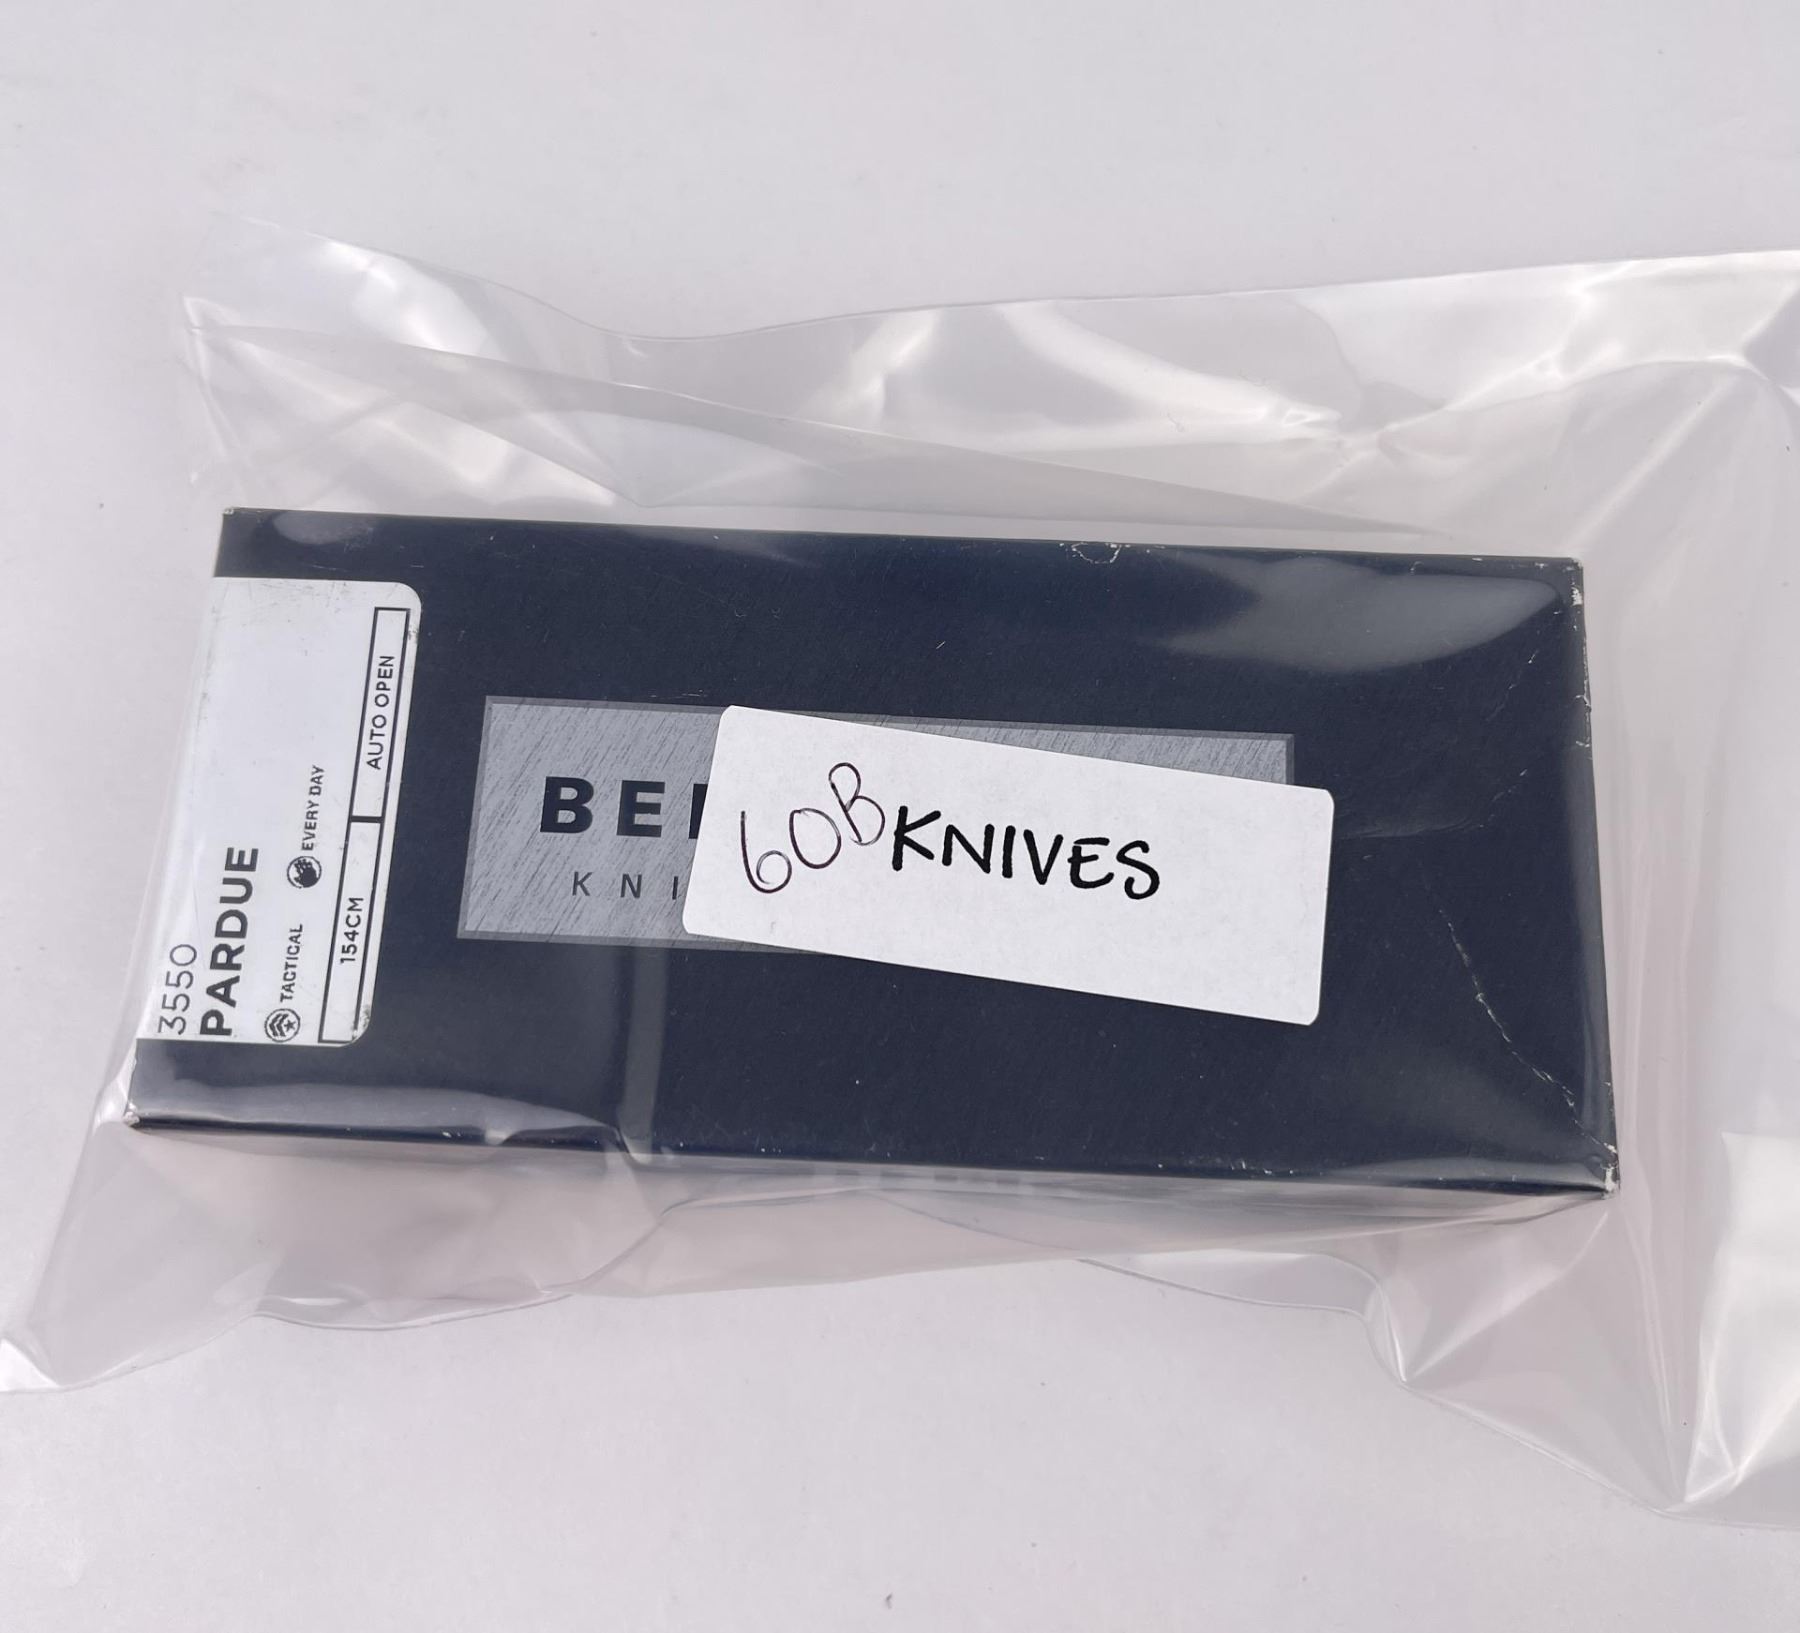 3550
PARDUE
TACTICAL EVERY DAY
154CM AUTO OPEN
BE
KNI
60B KNIVES